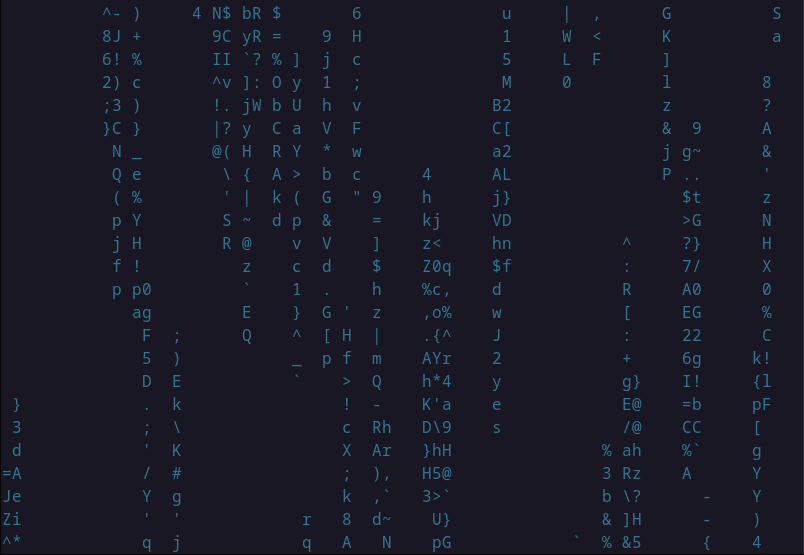 ^- ) 4 N$ bR $ 6 u | , G S
8J + 9C yR = 9 H 1 W < K a
6! % II `? % ] j c 5 L F ]
2) c ^v ]: O y 1 ; M 0 l 8
;3 ) !. jW b U h v B2 z ?
}C } |? y C a V F C[ & 9 A
N _ @( H R Y * w a2 j g~ &
Q e \ { A > b c 4 AL P .. '
( % ' | k ( G " 9 h j} $t z
p Y S ~ d p & = kj VD >G N
j H R @ v V ] z< hn ^ ?} H
f ! z c d $ Z0q $f : 7/ X
p p0 ` 1 . h %c, d R A0 0
ag E } G ' z ,o% w [ EG %
F ; Q ^ [ H | .{^ J : 22 C
5 ) _ p f m AYr 2 + 6g k!
D E ` > Q h*4 y g} I! {l
} . k ! - K'a e E@ =b pF
3 ; \ c Rh D\9 s /@ CC [
d ' K X Ar }hH % ah %` g
=A / # ; ), H5@ 3 Rz A Y
Je Y g k ,` 3>` b \? - Y
Zi ' ' r 8 d~ U} & ]H - )
^* q j q A N pG ` % &5 { 4